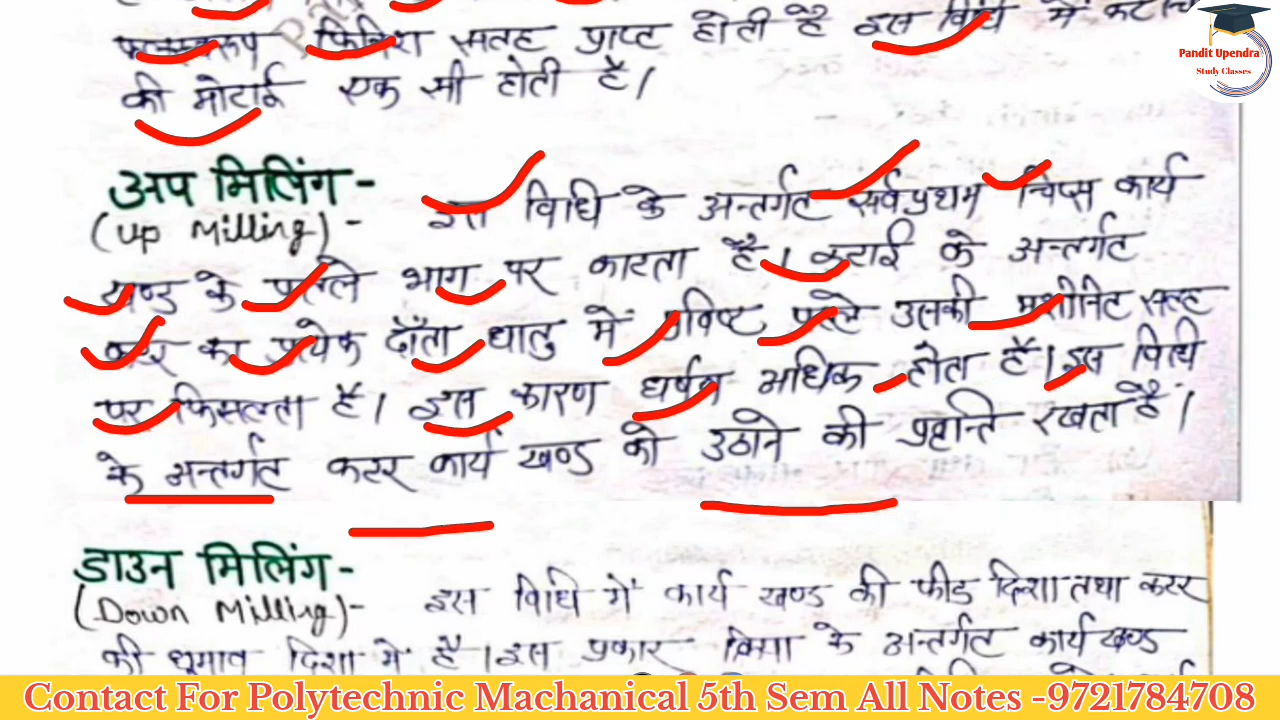 फलस्वरूप फिनिश सतह प्राप्त होती है इस विधि में
की मोटाई एक सी होती है।
Pandit Upendra
Study Classes
अप मिलिंग -
(Up Milling) -
इस विधि के अन्तर्गत सर्वप्रथम चिप्स कार्य
खण्ड के पतले भाग पर काटता है। कटाई के अन्तर्गत
कटर का प्रत्येक दाँता धातु में प्रविष्ट पहले उसकी मशीनित सतह
पर फिसलता है। इस कारण घर्षण अधिक होता है। इस विधि
के अन्तर्गत कटर कार्य खण्ड को उठाने की प्रवृत्ति रखता है।
डाउन मिलिंग -
(Down Milling) -
इस विधि में कार्य खण्ड की फीड दिशा तथा कटर
की घुमाव दिशा में है। इस प्रकार क्रिया के अन्तर्गत कार्य खण्ड
Contact For Polytechnic Machanical 5th Sem All Notes -9721784708